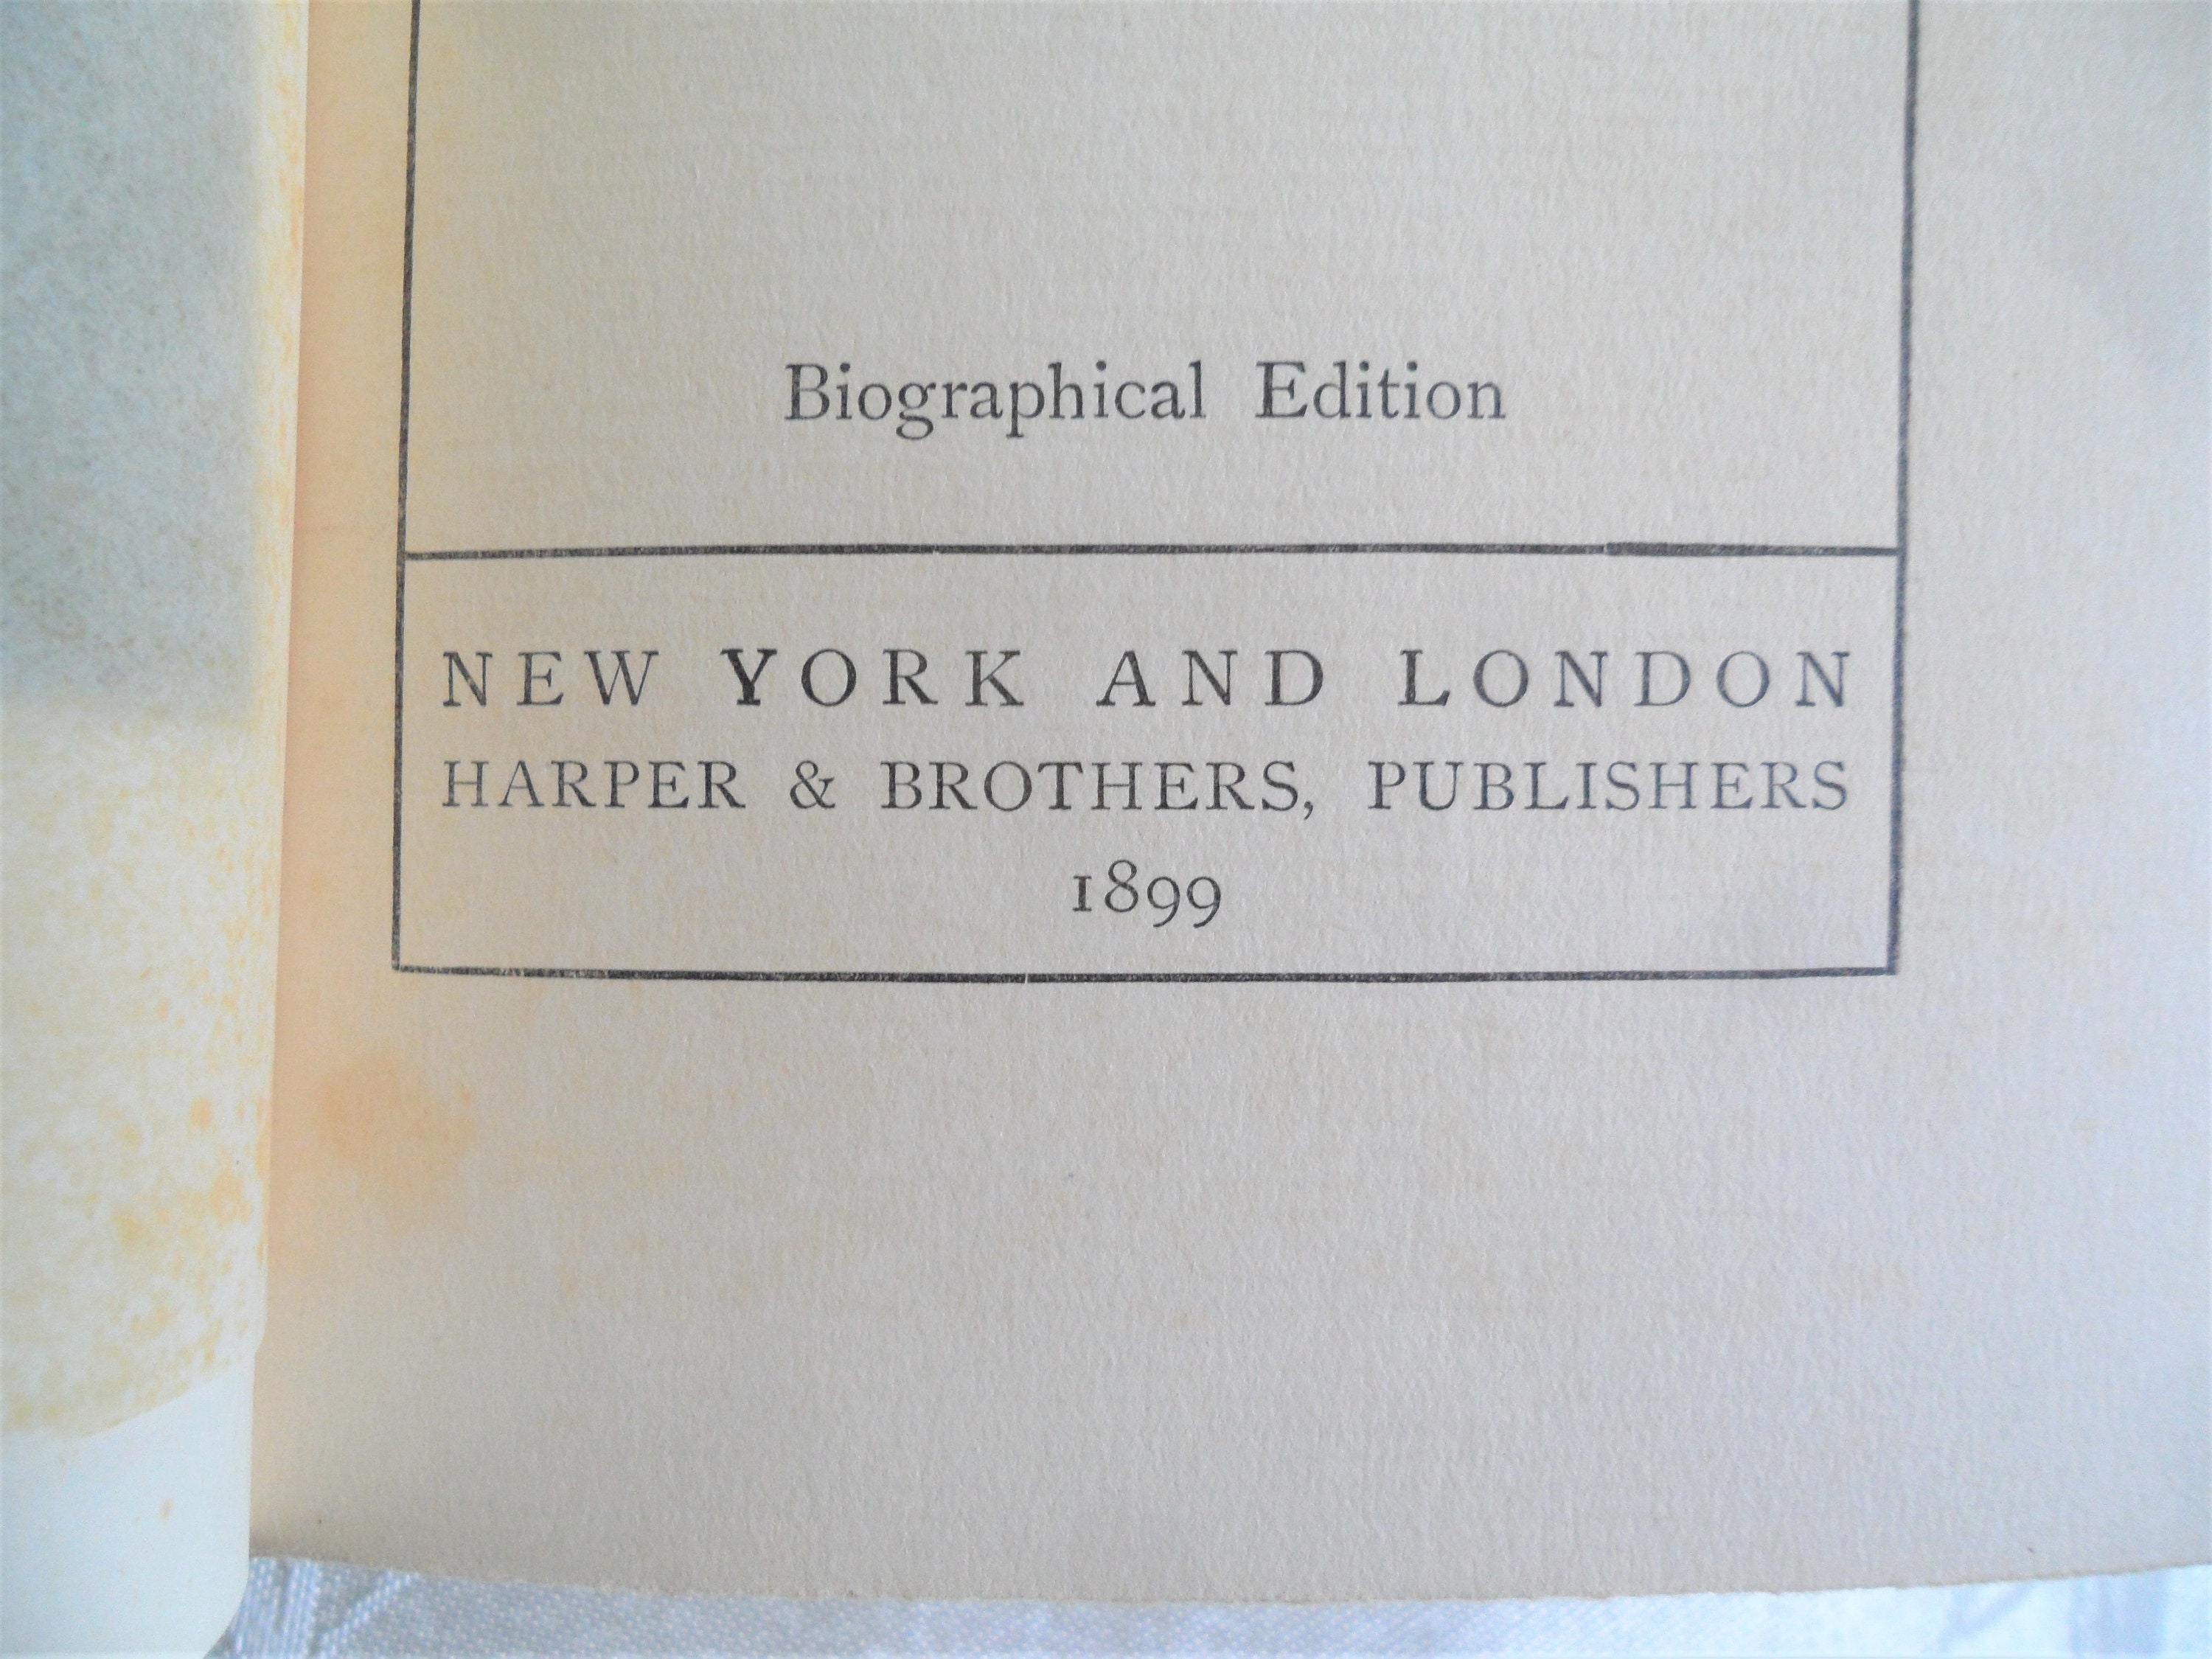 Biographical Edition
NEW YORK AND LONDON
HARPER & BROTHERS, PUBLISHERS
1899